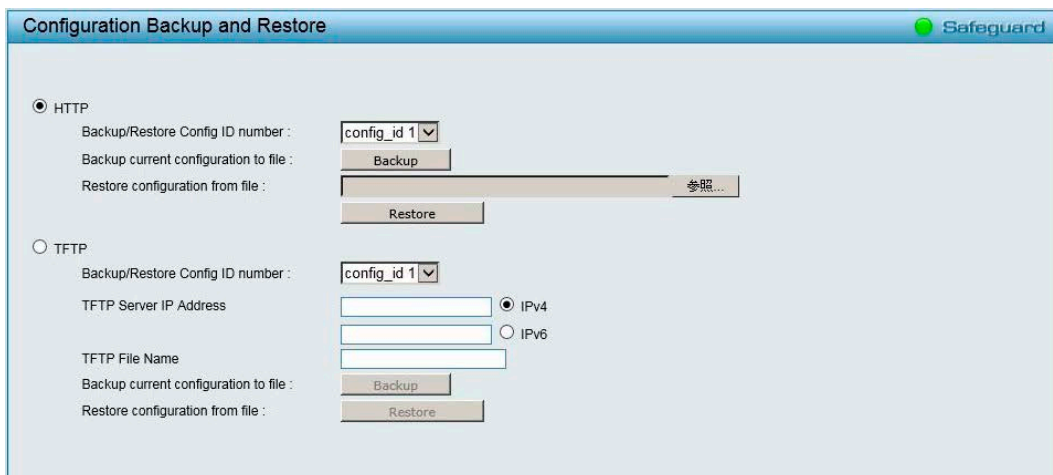 Configuration Backup and Restore
Safeguard
HTTP
Backup/Restore Config ID number :
config_id 1
Backup current configuration to file :
Backup
Restore configuration from file :
参照...
Restore
TFTP
Backup/Restore Config ID number :
config_id 1
TFTP Server IP Address
IPv4
IPv6
TFTP File Name
Backup current configuration to file :
Backup
Restore configuration from file :
Restore